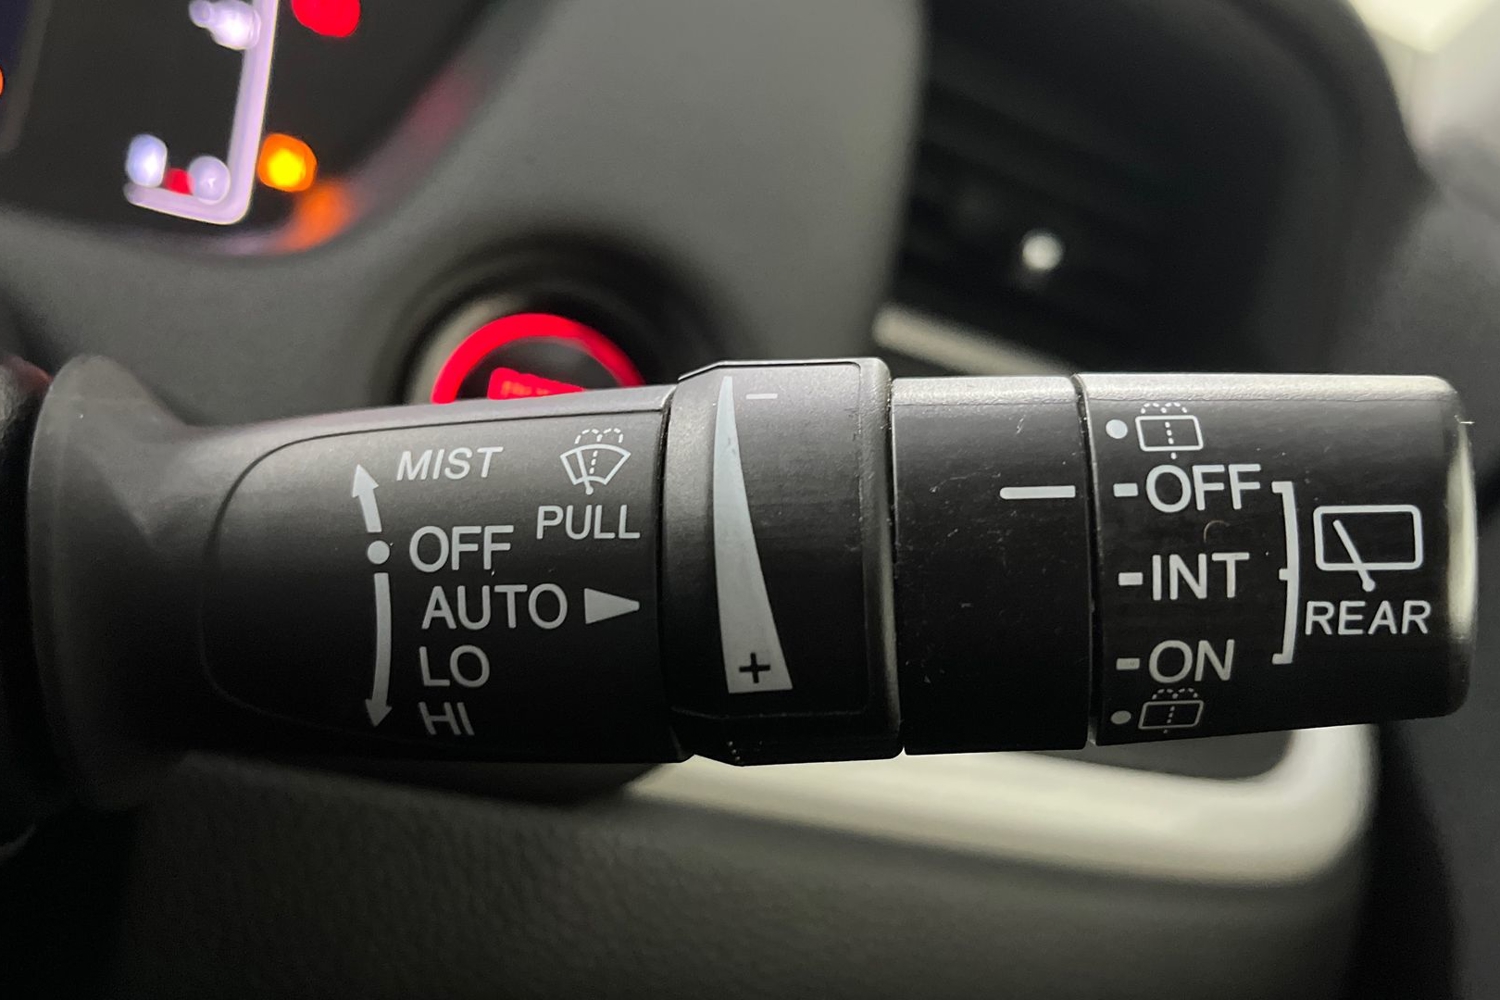 MIST
PULL
OFF
AUTO
LO
HI
−
+
OFF
INT
ON
REAR